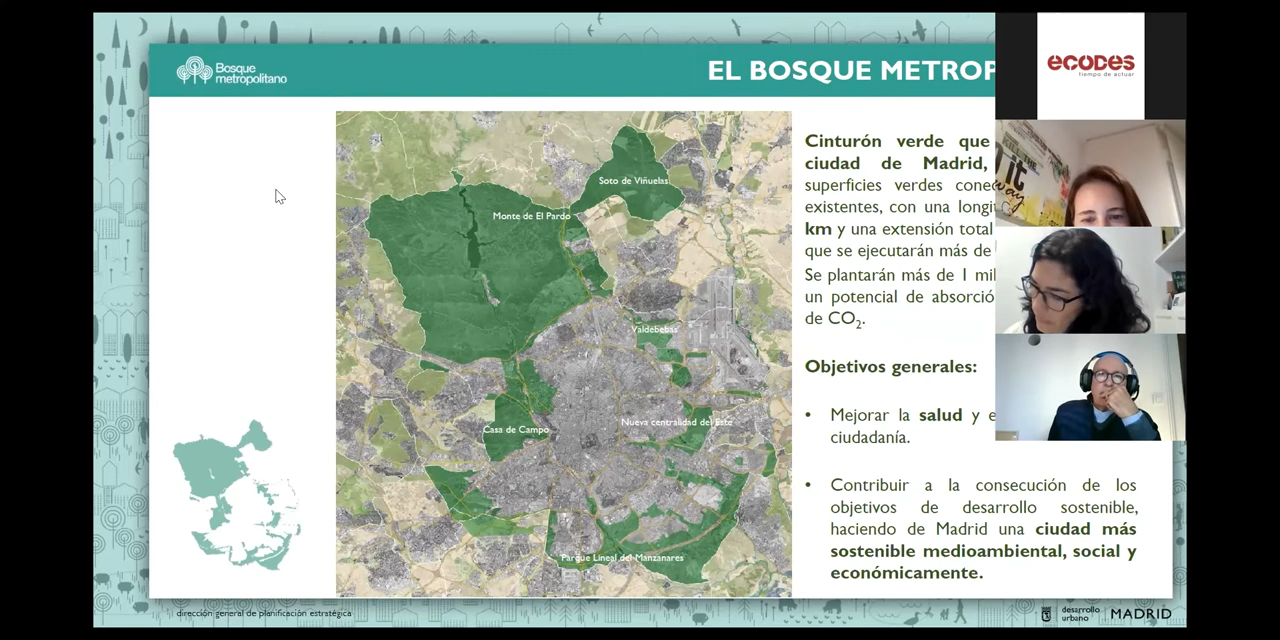 Bosque
metropolitano
EL BOSQUE METROP
ecodes
tiempo de actuar
Soto de Viñuelas
Monte de El Pardo
Valdebebas
Casa de Campo
Nueva centralidad del Este
Parque Lineal del Manzanares
Cinturón verde que
ciudad de Madrid,
superficies verdes cone
existentes, con una longi
km y una extensión total
que se ejecutarán más de
Se plantarán más de 1 mil
un potencial de absorció
de CO₂.
Objetivos generales:
• Mejorar la salud y e
ciudadanía.
• Contribuir a la consecución de los
objetivos de desarrollo sostenible,
haciendo de Madrid una ciudad más
sostenible medioambiental, social y
económicamente.
it
way
dirección general de planificación estratégica
desarrollo
urbano
MADRID